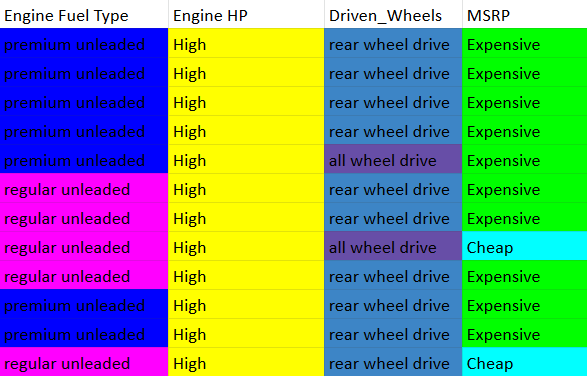 Engine Fuel Type Engine HP Driven_Wheels MSRP
premium unleaded High rear wheel drive Expensive
premium unleaded High rear wheel drive Expensive
premium unleaded High rear wheel drive Expensive
premium unleaded High rear wheel drive Expensive
premium unleaded High all wheel drive Expensive
regular unleaded High rear wheel drive Expensive
regular unleaded High rear wheel drive Expensive
regular unleaded High all wheel drive Cheap
regular unleaded High rear wheel drive Expensive
premium unleaded High rear wheel drive Expensive
premium unleaded High rear wheel drive Expensive
regular unleaded High rear wheel drive Cheap